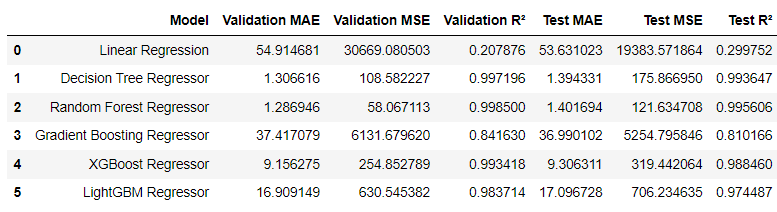 Model Validation MAE Validation MSE Validation R² Test MAE Test MSE Test R²
0 Linear Regression 54.914681 30669.080503 0.207876 53.631023 19383.571864 0.299752
1 Decision Tree Regressor 1.306616 108.582227 0.997196 1.394331 175.866950 0.993647
2 Random Forest Regressor 1.286946 58.067113 0.998500 1.401694 121.634708 0.995606
3 Gradient Boosting Regressor 37.417079 6131.679620 0.841630 36.990102 5254.795846 0.810166
4 XGBoost Regressor 9.156275 254.852789 0.993418 9.306311 319.442064 0.988460
5 LightGBM Regressor 16.909149 630.545382 0.983714 17.096728 706.234635 0.974487